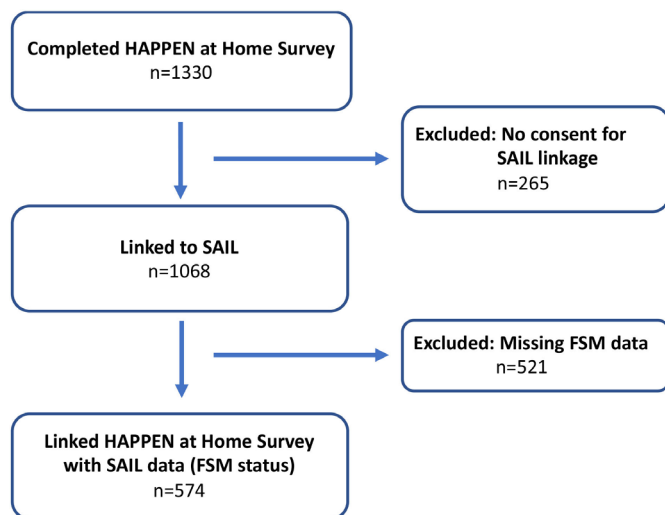 Completed HAPPEN at Home Survey
n=1330
Excluded: No consent for
SAIL linkage
n=265
Linked to SAIL
n=1068
Excluded: Missing FSM data
n=521
Linked HAPPEN at Home Survey
with SAIL data (FSM status)
n=574